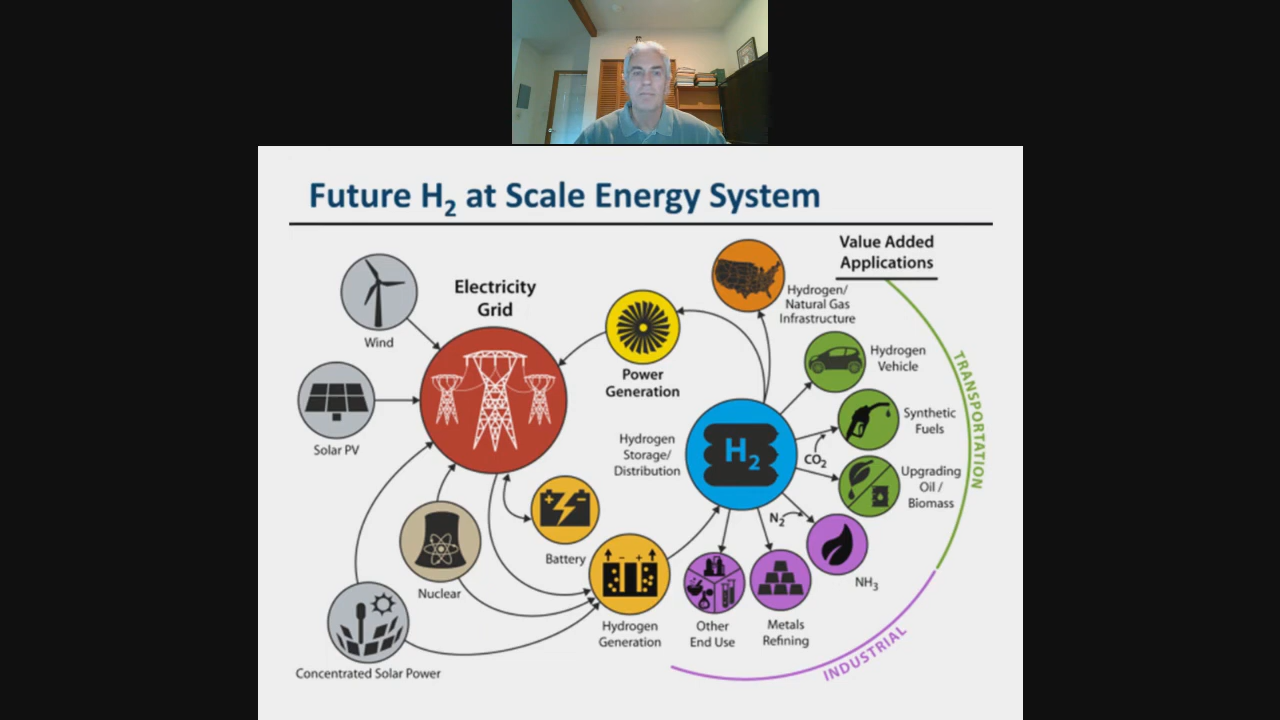 Future H₂ at Scale Energy System
Value Added
Applications
Electricity
Grid
Wind
Hydrogen/
Natural Gas
Infrastructure
Power
Generation
Hydrogen
Vehicle
Solar PV
Hydrogen
Storage/
Distribution
H₂
Synthetic
Fuels
CO₂
Upgrading
Oil /
Biomass
TRANSPORTATION
N₂
Battery
NH₃
Nuclear
Hydrogen
Generation
Other
End Use
Metals
Refining
INDUSTRIAL
Concentrated Solar Power